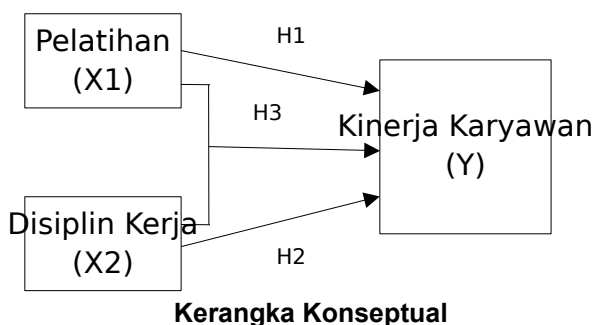 Pelatihan
(X1)
H1
H3
Kinerja Karyawan
(Y)
Disiplin Kerja
(X2)
H2
Kerangka Konseptual